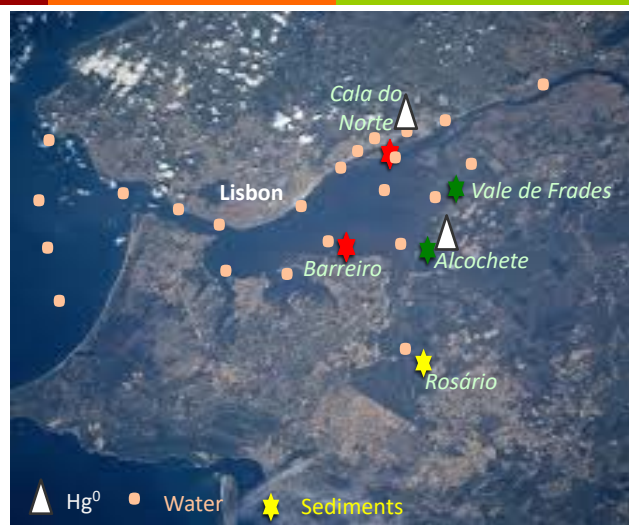 Cala do
Norte
Lisbon
Vale de Frades
Barreiro
Alcochete
Rosário
Hg⁰
Water
Sediments